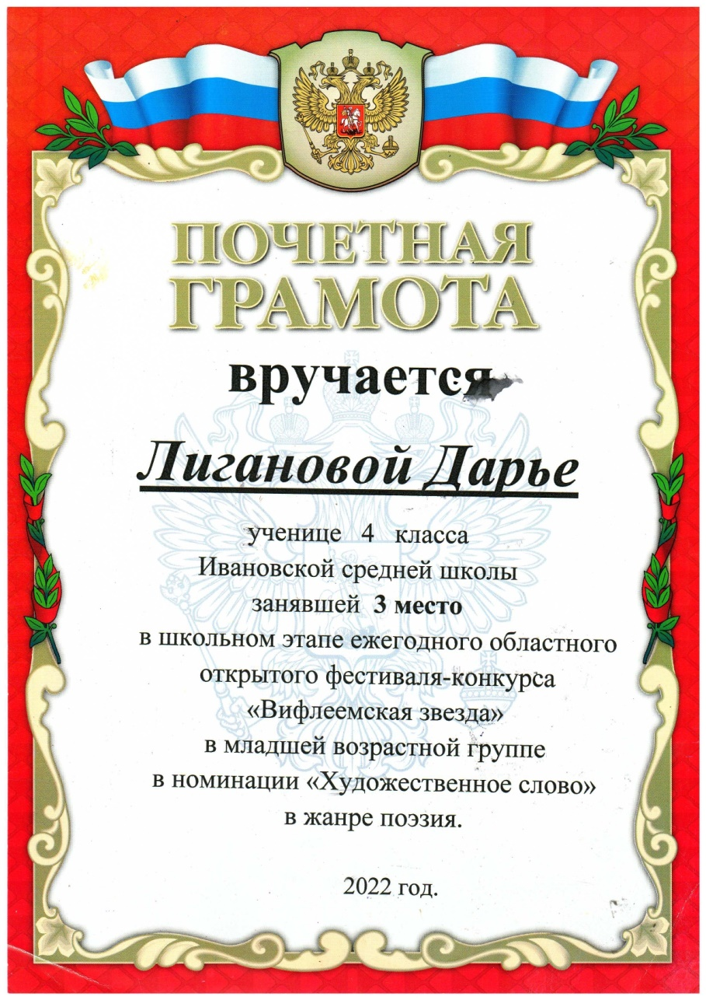 ПОЧЕТНАЯ
ГРАМОТА
вручается
Лигановой Дарье
ученице 4 класса
Ивановской средней школы
занявшей 3 место
в школьном этапе ежегодного областного
открытого фестиваля-конкурса
«Вифлеемская звезда»
в младшей возрастной группе
в номинации «Художественное слово»
в жанре поэзия.
2022 год.